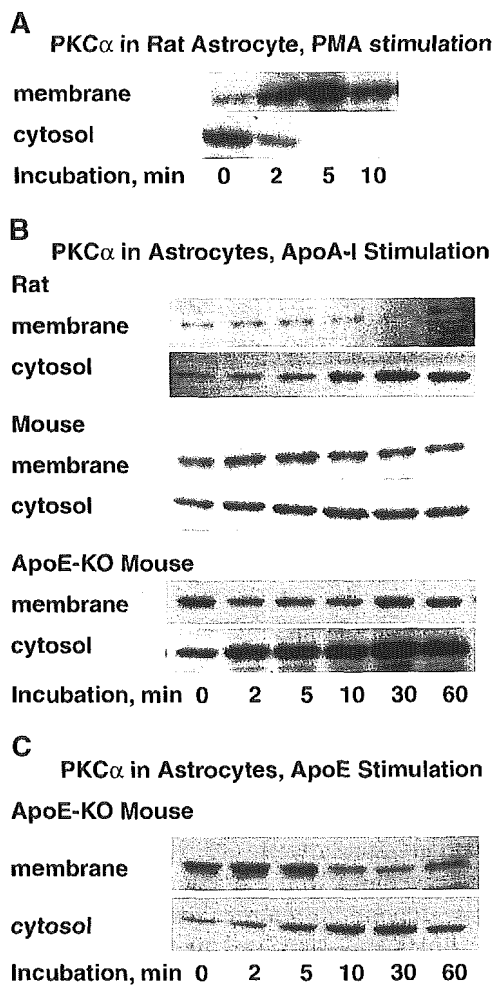 A
PKCα in Rat Astrocyte, PMA stimulation
membrane
cytosol
Incubation, min 0 2 5 10
B
PKCα in Astrocytes, ApoA-I Stimulation
Rat
membrane
cytosol
Mouse
membrane
cytosol
ApoE-KO Mouse
membrane
cytosol
Incubation, min 0 2 5 10 30 60
C
PKCα in Astrocytes, ApoE Stimulation
ApoE-KO Mouse
membrane
cytosol
Incubation, min 0 2 5 10 30 60